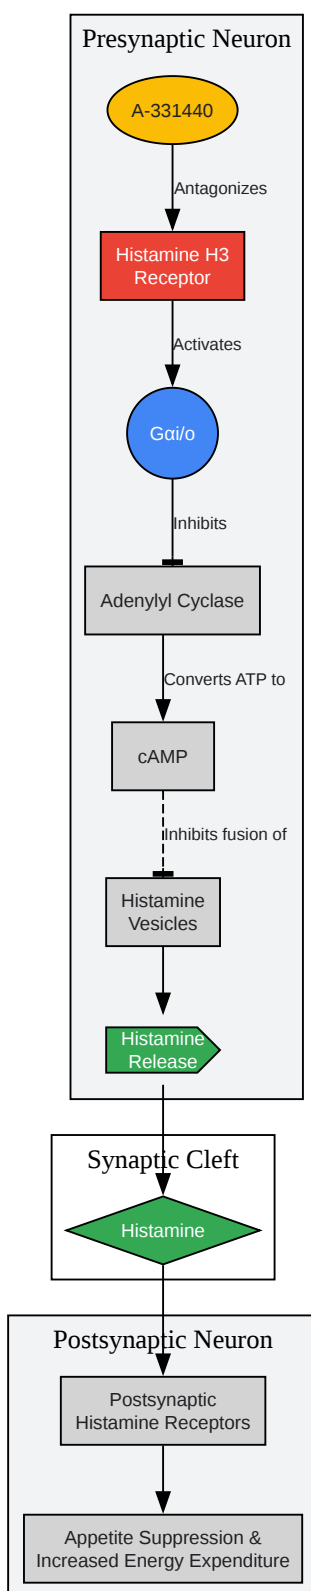 Presynaptic Neuron
A-331440
Antagonizes
Histamine H3
Receptor
Activates
Gαi/o
Inhibits
Adenylyl Cyclase
Converts ATP to
cAMP
Inhibits fusion of
Histamine
Vesicles
Histamine
Release
Synaptic Cleft
Histamine
Postsynaptic Neuron
Postsynaptic
Histamine Receptors
Appetite Suppression &
Increased Energy Expenditure